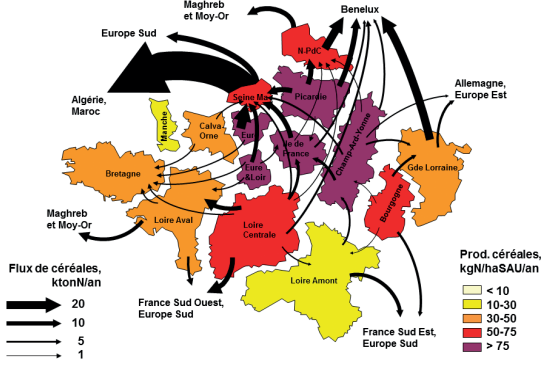 Maghreb
et Moy-Or
Benelux
Europe Sud
N-PdC
Algérie,
Maroc
Seine Ma
Picardie
Allemagne,
Europe Est
Manche
Calva-
Orne
Eure
Ile de
France
Champ-Ard-Yonne
Bretagne
Eure
&Loir
Gde Lorraine
Bourgogne
Maghreb
et Moy-Or
Loire Aval
Loire
Centrale
Loire Amont
Flux de céréales,
ktonN/an
20
10
5
1
France Sud Ouest,
Europe Sud
France Sud Est,
Europe Sud
Prod. céréales,
kgN/haSAU/an
< 10
10-30
30-50
50-75
> 75